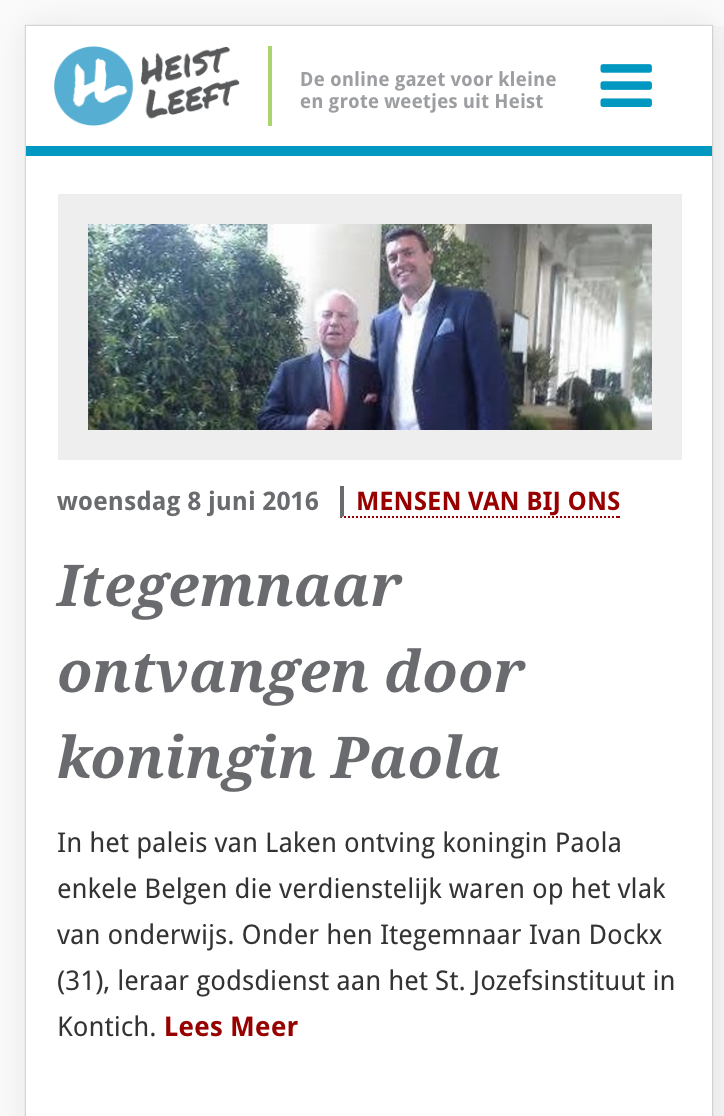 HL HEIST
LEEFT
De online gazet voor kleine
en grote weetjes uit Heist
woensdag 8 juni 2016 MENSEN VAN BIJ ONS
Itegemnaar
ontvangen door
koningin Paola
In het paleis van Laken ontving koningin Paola
enkele Belgen die verdienstelijk waren op het vlak
van onderwijs. Onder hen Itegemnaar Ivan Dockx
(31), leraar godsdienst aan het St. Jozefsinstituut in
Kontich. Lees Meer